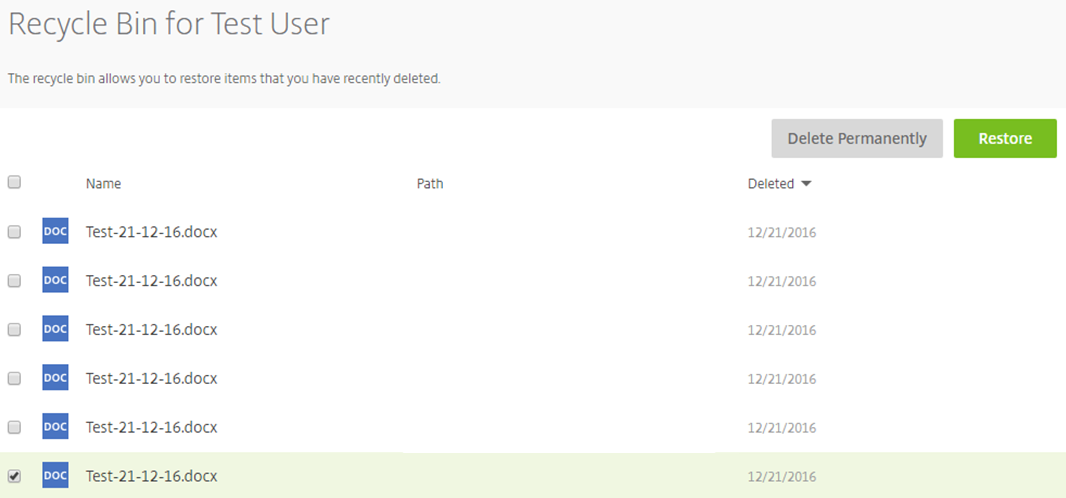 Recycle Bin for Test User
The recycle bin allows you to restore items that you have recently deleted.
Delete Permanently Restore
Name Path Deleted
DOC Test-21-12-16.docx 12/21/2016
DOC Test-21-12-16.docx 12/21/2016
DOC Test-21-12-16.docx 12/21/2016
DOC Test-21-12-16.docx 12/21/2016
DOC Test-21-12-16.docx 12/21/2016
DOC Test-21-12-16.docx 12/21/2016